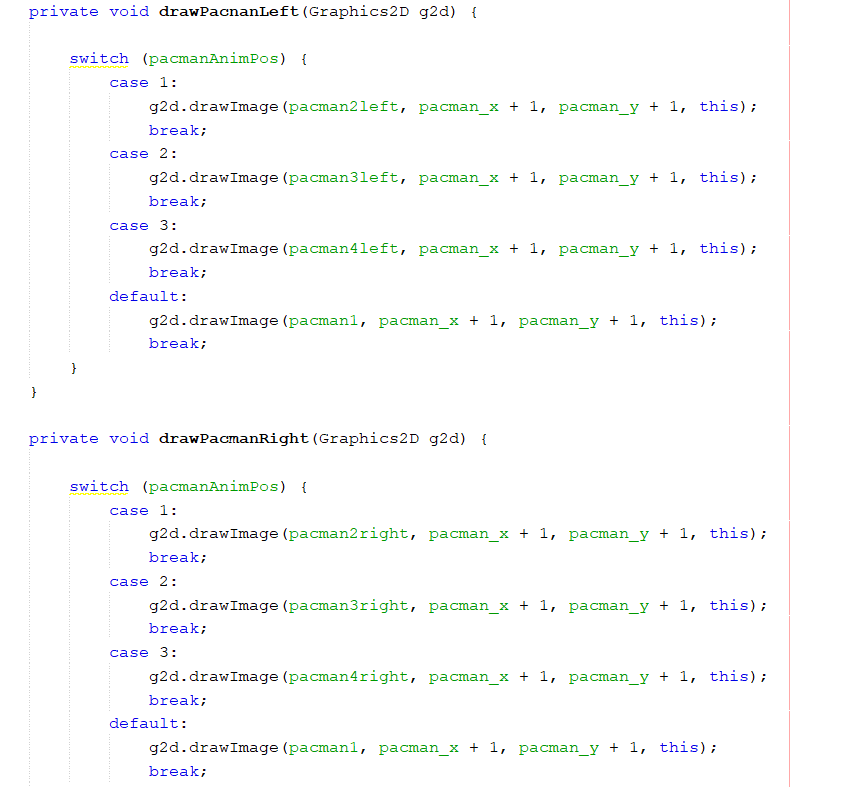 private void drawPacnanLeft(Graphics2D g2d) {
switch (pacmanAnimPos) {
case 1:
g2d.drawImage(pacman2left, pacman_x + 1, pacman_y + 1, this);
break;
case 2:
g2d.drawImage(pacman3left, pacman_x + 1, pacman_y + 1, this);
break;
case 3:
g2d.drawImage(pacman4left, pacman_x + 1, pacman_y + 1, this);
break;
default:
g2d.drawImage(pacman1, pacman_x + 1, pacman_y + 1, this);
break;
}
}
private void drawPacmanRight(Graphics2D g2d) {
switch (pacmanAnimPos) {
case 1:
g2d.drawImage(pacman2right, pacman_x + 1, pacman_y + 1, this);
break;
case 2:
g2d.drawImage(pacman3right, pacman_x + 1, pacman_y + 1, this);
break;
case 3:
g2d.drawImage(pacman4right, pacman_x + 1, pacman_y + 1, this);
break;
default:
g2d.drawImage(pacman1, pacman_x + 1, pacman_y + 1, this);
break;